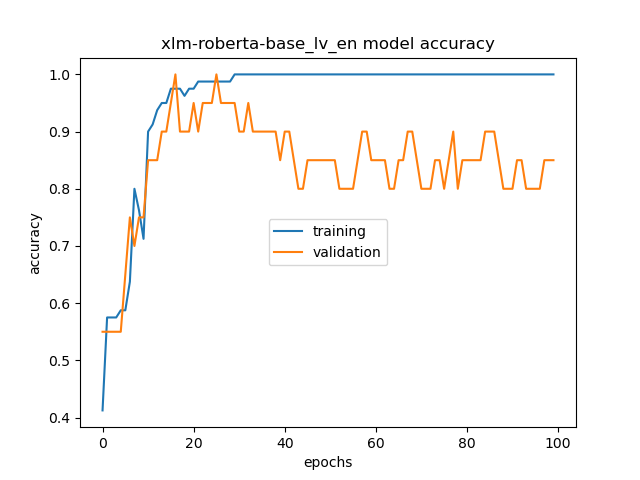 xlm-roberta-base_lv_en model accuracy
1.0
0.9
0.8
0.7
0.6
0.5
0.4
accuracy
training
validation
0 20 40 60 80 100
epochs